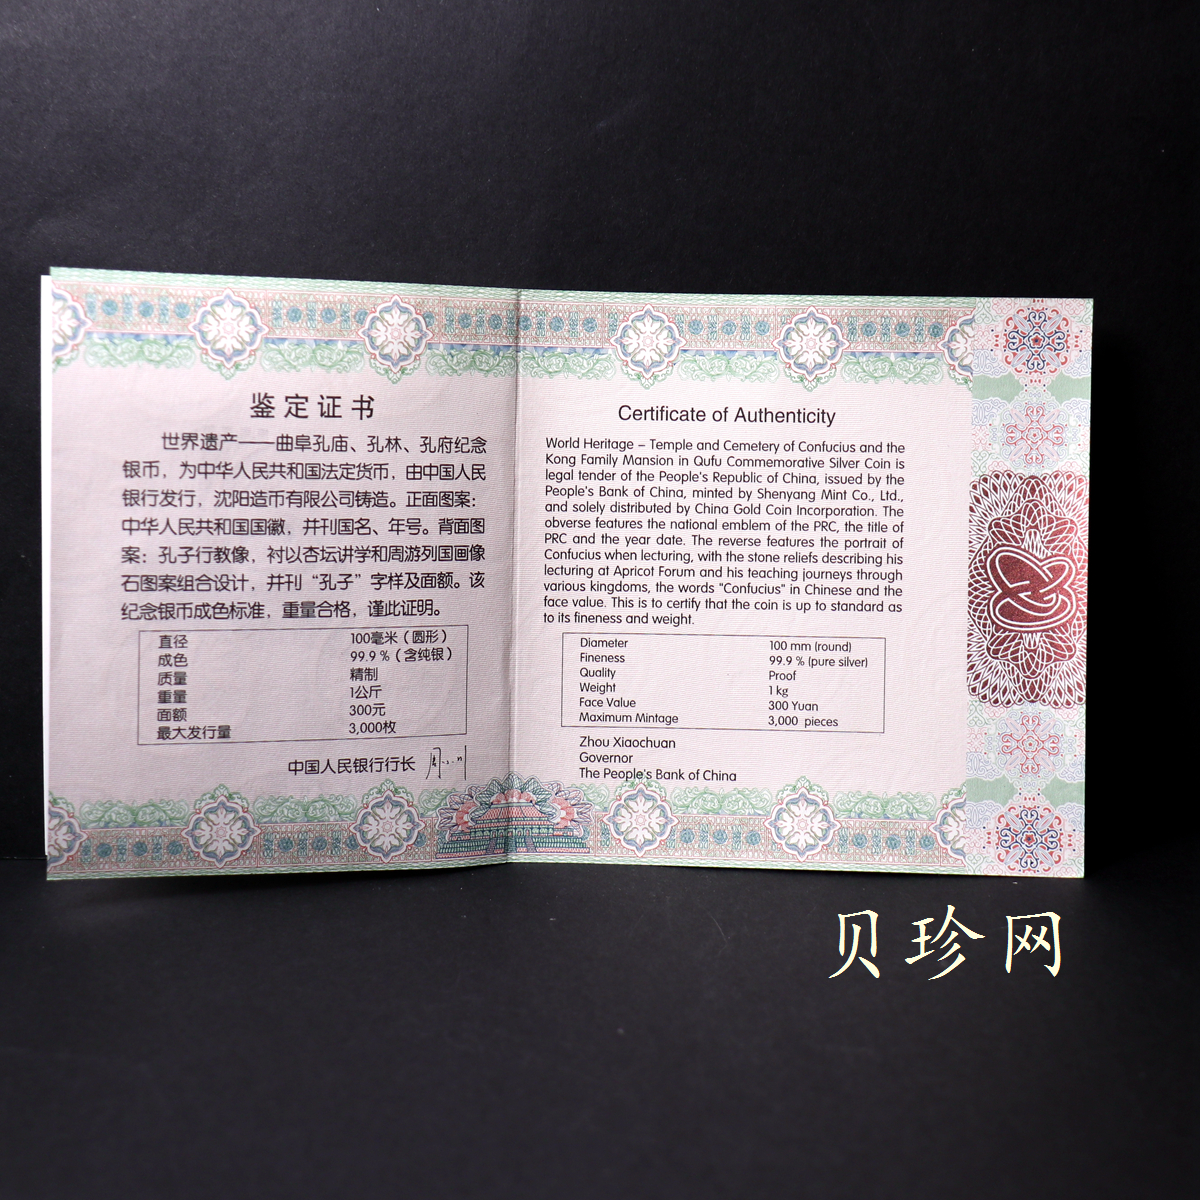 鉴定证书
世界遗产——曲阜孔庙、孔林、孔府纪念
银币，为中华人民共和国法定货币，由中国人民
银行发行，沈阳造币有限公司铸造。正面图案：
中华人民共和国国徽，并刊国名、年号。背面图
案：孔子行教像，衬以杏坛讲学和周游列国画像
石图案组合设计，并刊“孔子”字样及面额。该
纪念银币成色标准，重量合格，谨此证明。
直径 100毫米（圆形）
成色 99.9％（含纯银）
质量 精制
重量 1公斤
面额 300元
最大发行量 3,000枚
中国人民银行行长
Certificate of Authenticity
World Heritage – Temple and Cemetery of Confucius and the
Kong Family Mansion in Qufu Commemorative Silver Coin is
legal tender of the People's Republic of China, issued by the
People's Bank of China, minted by Shenyang Mint Co., Ltd.,
and solely distributed by China Gold Coin Incorporation. The
obverse features the national emblem of the PRC, the title of
PRC and the year date. The reverse features the portrait of
Confucius when lecturing, with the stone reliefs describing his
lecturing at Apricot Forum and his teaching journeys through
various kingdoms, the words "Confucius" in Chinese and the
face value. This is to certify that the coin is up to standard as
to its fineness and weight.
Diameter 100 mm (round)
Fineness 99.9 % (pure silver)
Quality Proof
Weight 1 kg
Face Value 300 Yuan
Maximum Mintage 3,000 pieces
Zhou Xiaochuan
Governor
The People's Bank of China
贝珍网